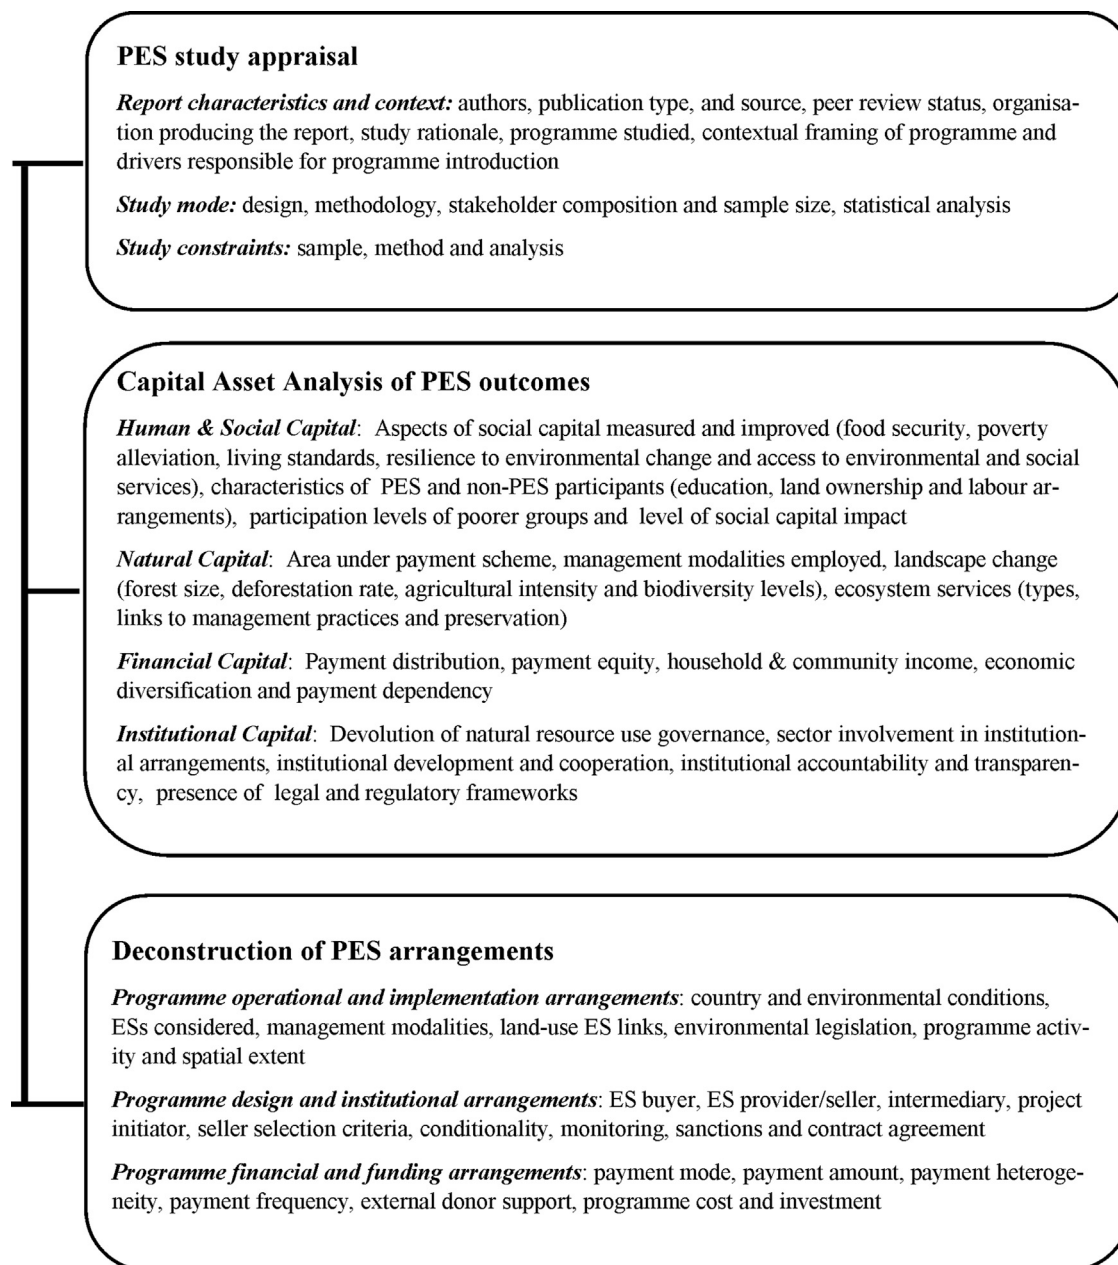 PES study appraisal
Report characteristics and context: authors, publication type, and source, peer review status, organisa-
tion producing the report, study rationale, programme studied, contextual framing of programme and
drivers responsible for programme introduction
Study mode: design, methodology, stakeholder composition and sample size, statistical analysis
Study constraints: sample, method and analysis
Capital Asset Analysis of PES outcomes
Human & Social Capital: Aspects of social capital measured and improved (food security, poverty
alleviation, living standards, resilience to environmental change and access to environmental and social
services), characteristics of PES and non-PES participants (education, land ownership and labour ar-
rangements), participation levels of poorer groups and level of social capital impact
Natural Capital: Area under payment scheme, management modalities employed, landscape change
(forest size, deforestation rate, agricultural intensity and biodiversity levels), ecosystem services (types,
links to management practices and preservation)
Financial Capital: Payment distribution, payment equity, household & community income, economic
diversification and payment dependency
Institutional Capital: Devolution of natural resource use governance, sector involvement in institution-
al arrangements, institutional development and cooperation, institutional accountability and transparen-
cy, presence of legal and regulatory frameworks
Deconstruction of PES arrangements
Programme operational and implementation arrangements: country and environmental conditions,
ESs considered, management modalities, land-use ES links, environmental legislation, programme activ-
ity and spatial extent
Programme design and institutional arrangements: ES buyer, ES provider/seller, intermediary, project
initiator, seller selection criteria, conditionality, monitoring, sanctions and contract agreement
Programme financial and funding arrangements: payment mode, payment amount, payment heteroge-
neity, payment frequency, external donor support, programme cost and investment